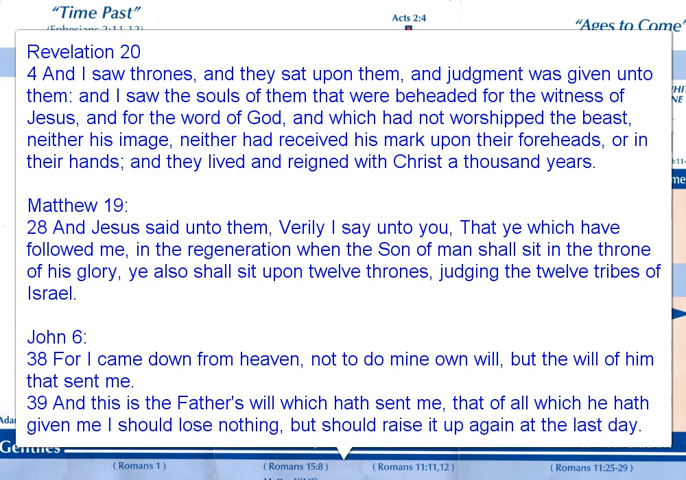 “Time Past”
Acts 2:4
“Ages to Come”
Revelation 20
4 And I saw thrones, and they sat upon them, and judgment was given unto
them: and I saw the souls of them that were beheaded for the witness of
Jesus, and for the word of God, and which had not worshipped the beast,
neither his image, neither had received his mark upon their foreheads, or in
their hands; and they lived and reigned with Christ a thousand years.
Matthew 19:
28 And Jesus said unto them, Verily I say unto you, That ye which have
followed me, in the regeneration when the Son of man shall sit in the throne
of his glory, ye also shall sit upon twelve thrones, judging the twelve tribes of
Israel.
John 6:
38 For I came down from heaven, not to do mine own will, but the will of him
that sent me.
39 And this is the Father's will which hath sent me, that of all which he hath
given me I should lose nothing, but should raise it up again at the last day.
Gentiles
( Romans 1 )
( Romans 15:8 )
( Romans 11:11,12 )
( Romans 11:25-29 )